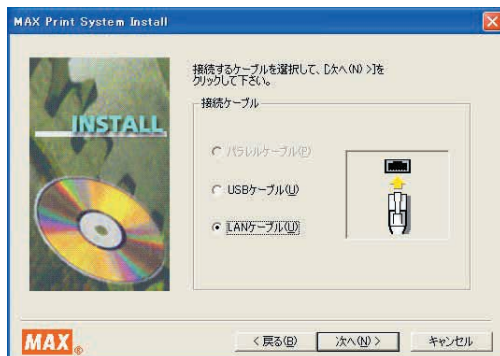 MAX Print System Install
接続するケーブルを選択して、[次へ(N) >]を
クリックして下さい。
INSTALL
接続ケーブル
パラレルケーブル(P)
USBケーブル(U)
LANケーブル(U)
MAX®
< 戻る(B)
次へ(N) >
キャンセル